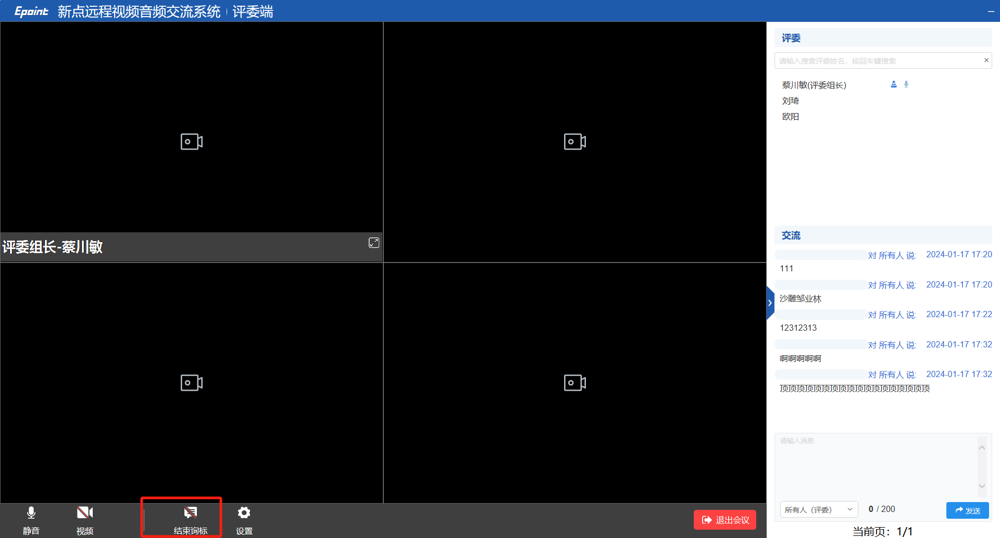 Epoint 新点远程视频音频交流系统 评委端
评委组长-蔡川敏
静音
视频
结束询标
设置
退出会议
评委
请输入搜索评委姓名，按回车键搜索
蔡川敏(评委组长)
刘琦
欧阳
交流
对 所有人 说: 2024-01-17 17:20
111
对 所有人 说: 2024-01-17 17:20
沙雕邹业林
对 所有人 说: 2024-01-17 17:22
12312313
对 所有人 说: 2024-01-17 17:32
啊啊啊啊啊
对 所有人 说: 2024-01-17 17:32
顶顶顶顶顶顶顶顶顶顶顶顶顶顶顶顶顶顶
请输入消息..
所有人（评委）
0 / 200
发送
当前页：1/1